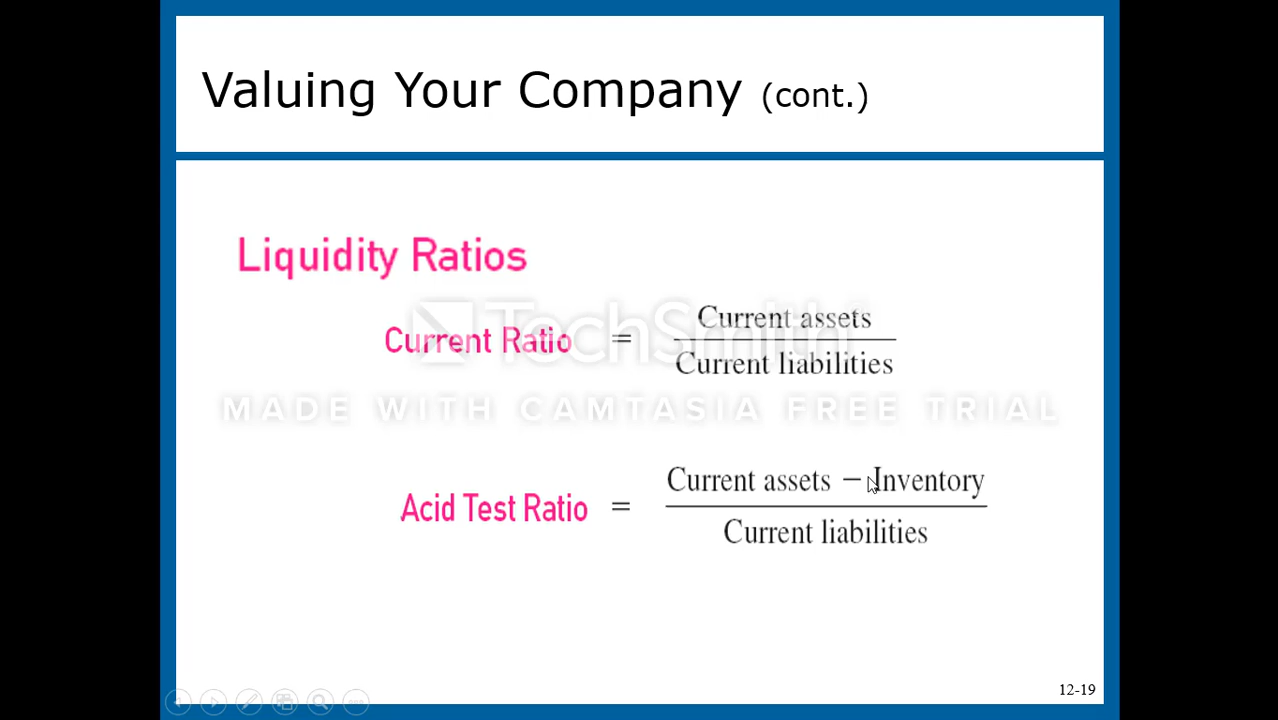 Valuing Your Company (cont.)
Liquidity Ratios
Current Ratio = Current assets
Current liabilities
TechSmith
MADE WITH CAMTASIA FREE TRIAL
Acid Test Ratio = Current assets − Inventory
Current liabilities
12-19